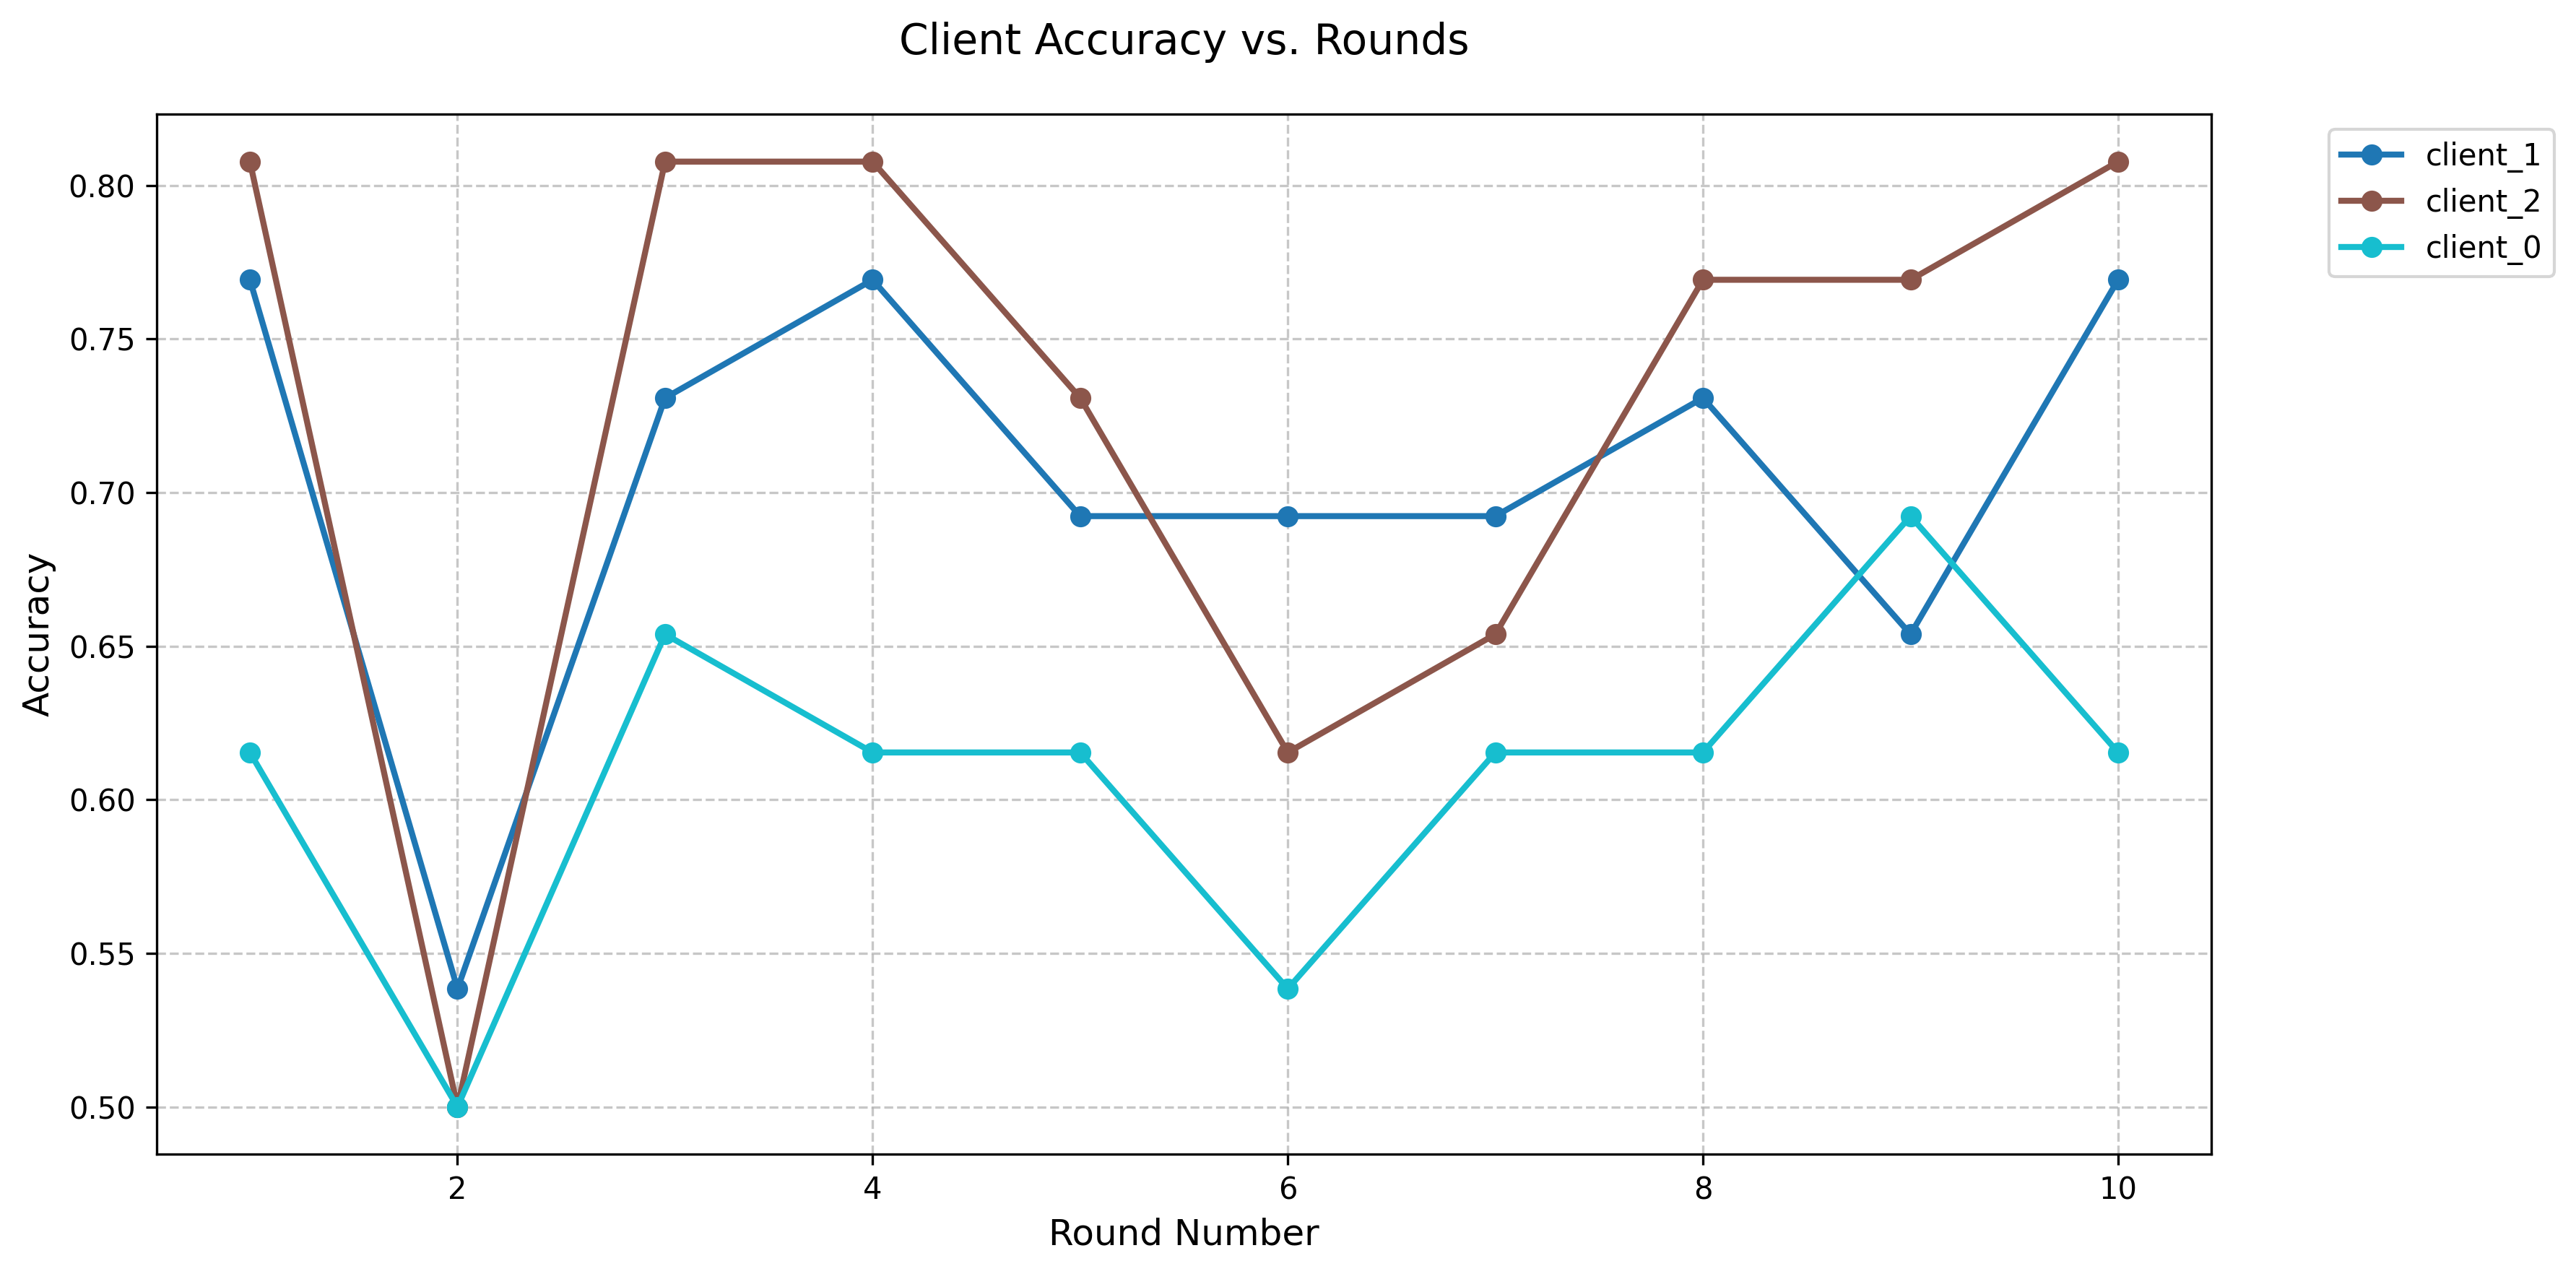 Client Accuracy vs. Rounds
client_1
client_2
client_0
0.80
0.75
0.70
0.65
0.60
0.55
0.50
Accuracy
2 4 6 8 10
Round Number